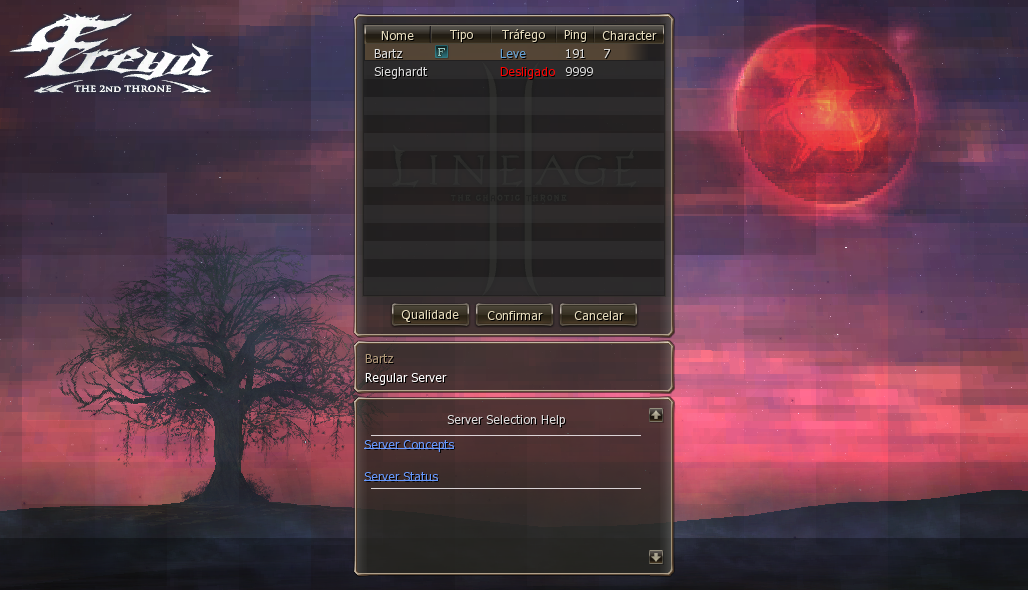 Freya
THE 2ND THRONE
Nome Tipo Tráfego Ping Character
Bartz F Leve 191 7
Sieghardt Desligado 9999
LINEAGE
THE CHAOTIC THRONE
Qualidade Confirmar Cancelar
Bartz
Regular Server
Server Selection Help
Server Concepts
Server Status